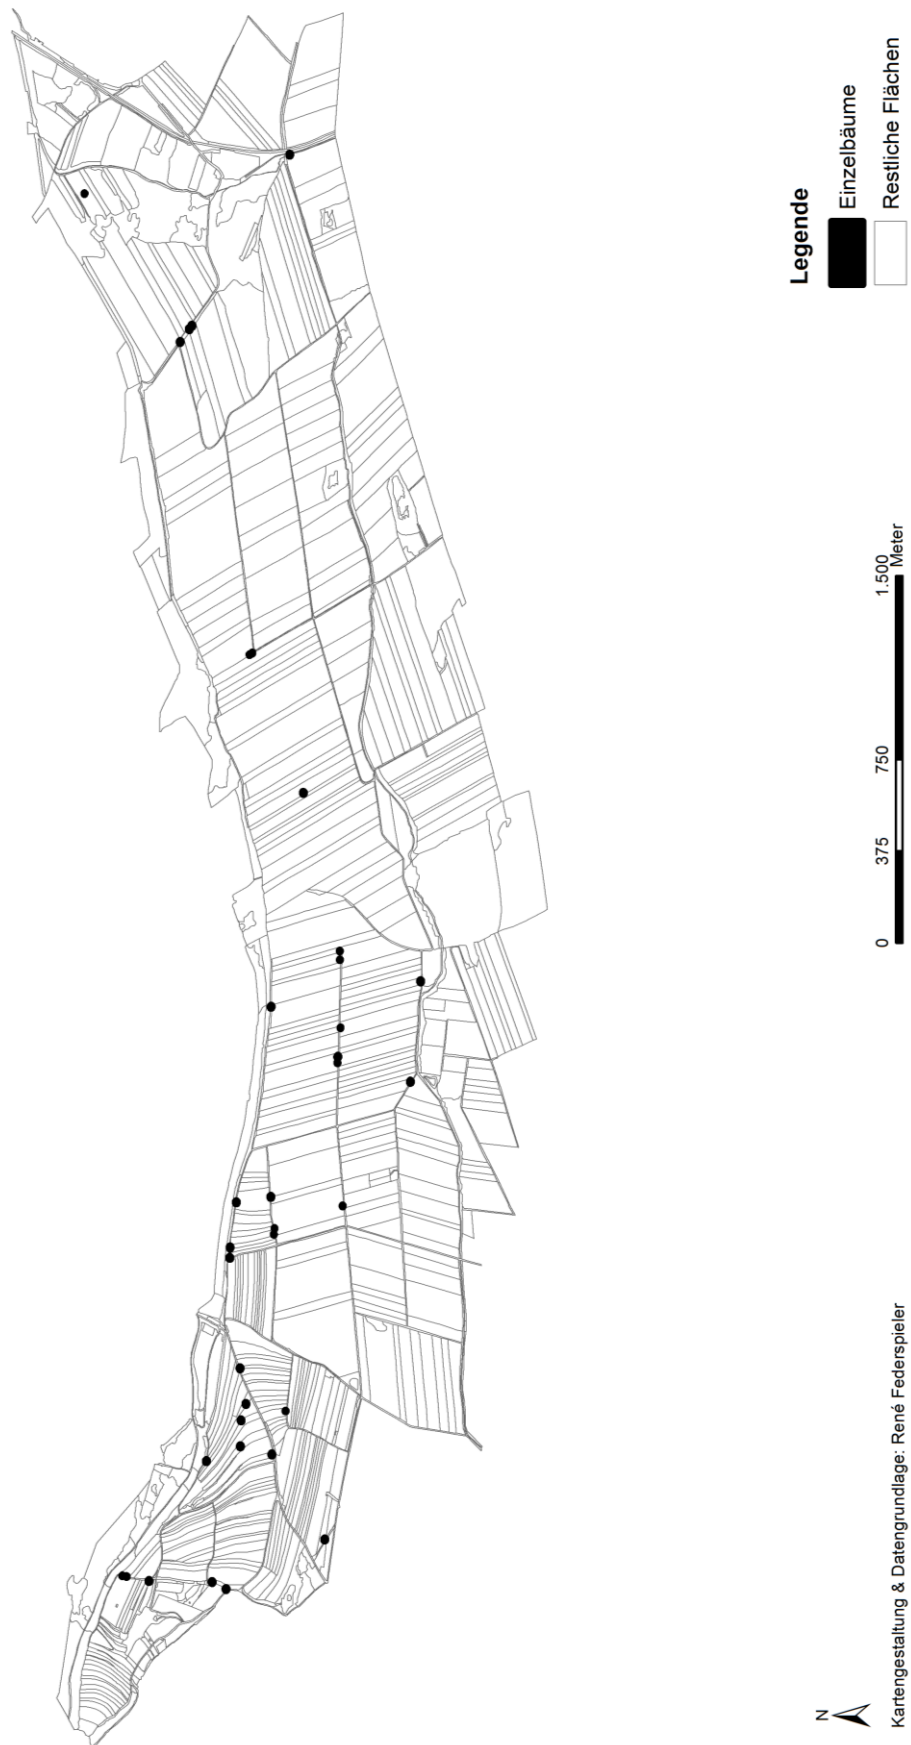 Legende
Einzelbäume
Restliche Flächen
0 375 750 1.500
Meter
N
Kartengestaltung & Datengrundlage: René Federspieler